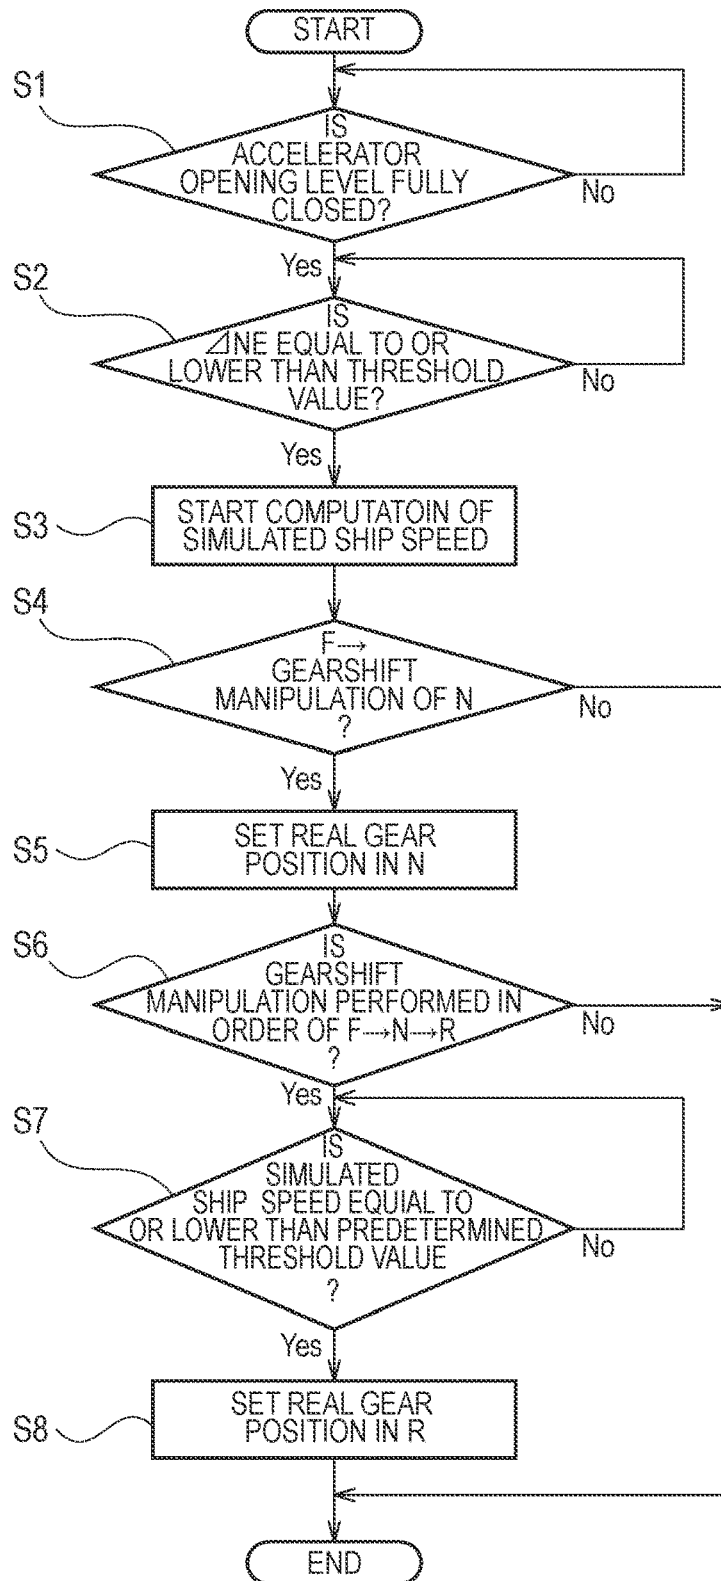 START
S1
IS
ACCELERATOR
OPENING LEVEL FULLY
CLOSED?
No
Yes
S2
IS
⊿NE EQUAL TO OR
LOWER THAN THRESHOLD
VALUE?
No
Yes
S3
START COMPUTATOIN OF
SIMULATED SHIP SPEED
S4
F→
GEARSHIFT
MANIPULATION OF N
?
No
Yes
S5
SET REAL GEAR
POSITION IN N
S6
IS
GEARSHIFT
MANIPULATION PERFORMED IN
ORDER OF F→N→R
?
No
Yes
S7
IS
SIMULATED
SHIP SPEED EQUAL TO
OR LOWER THAN PREDETERMINED
THRESHOLD VALUE
?
No
Yes
S8
SET REAL GEAR
POSITION IN R
END